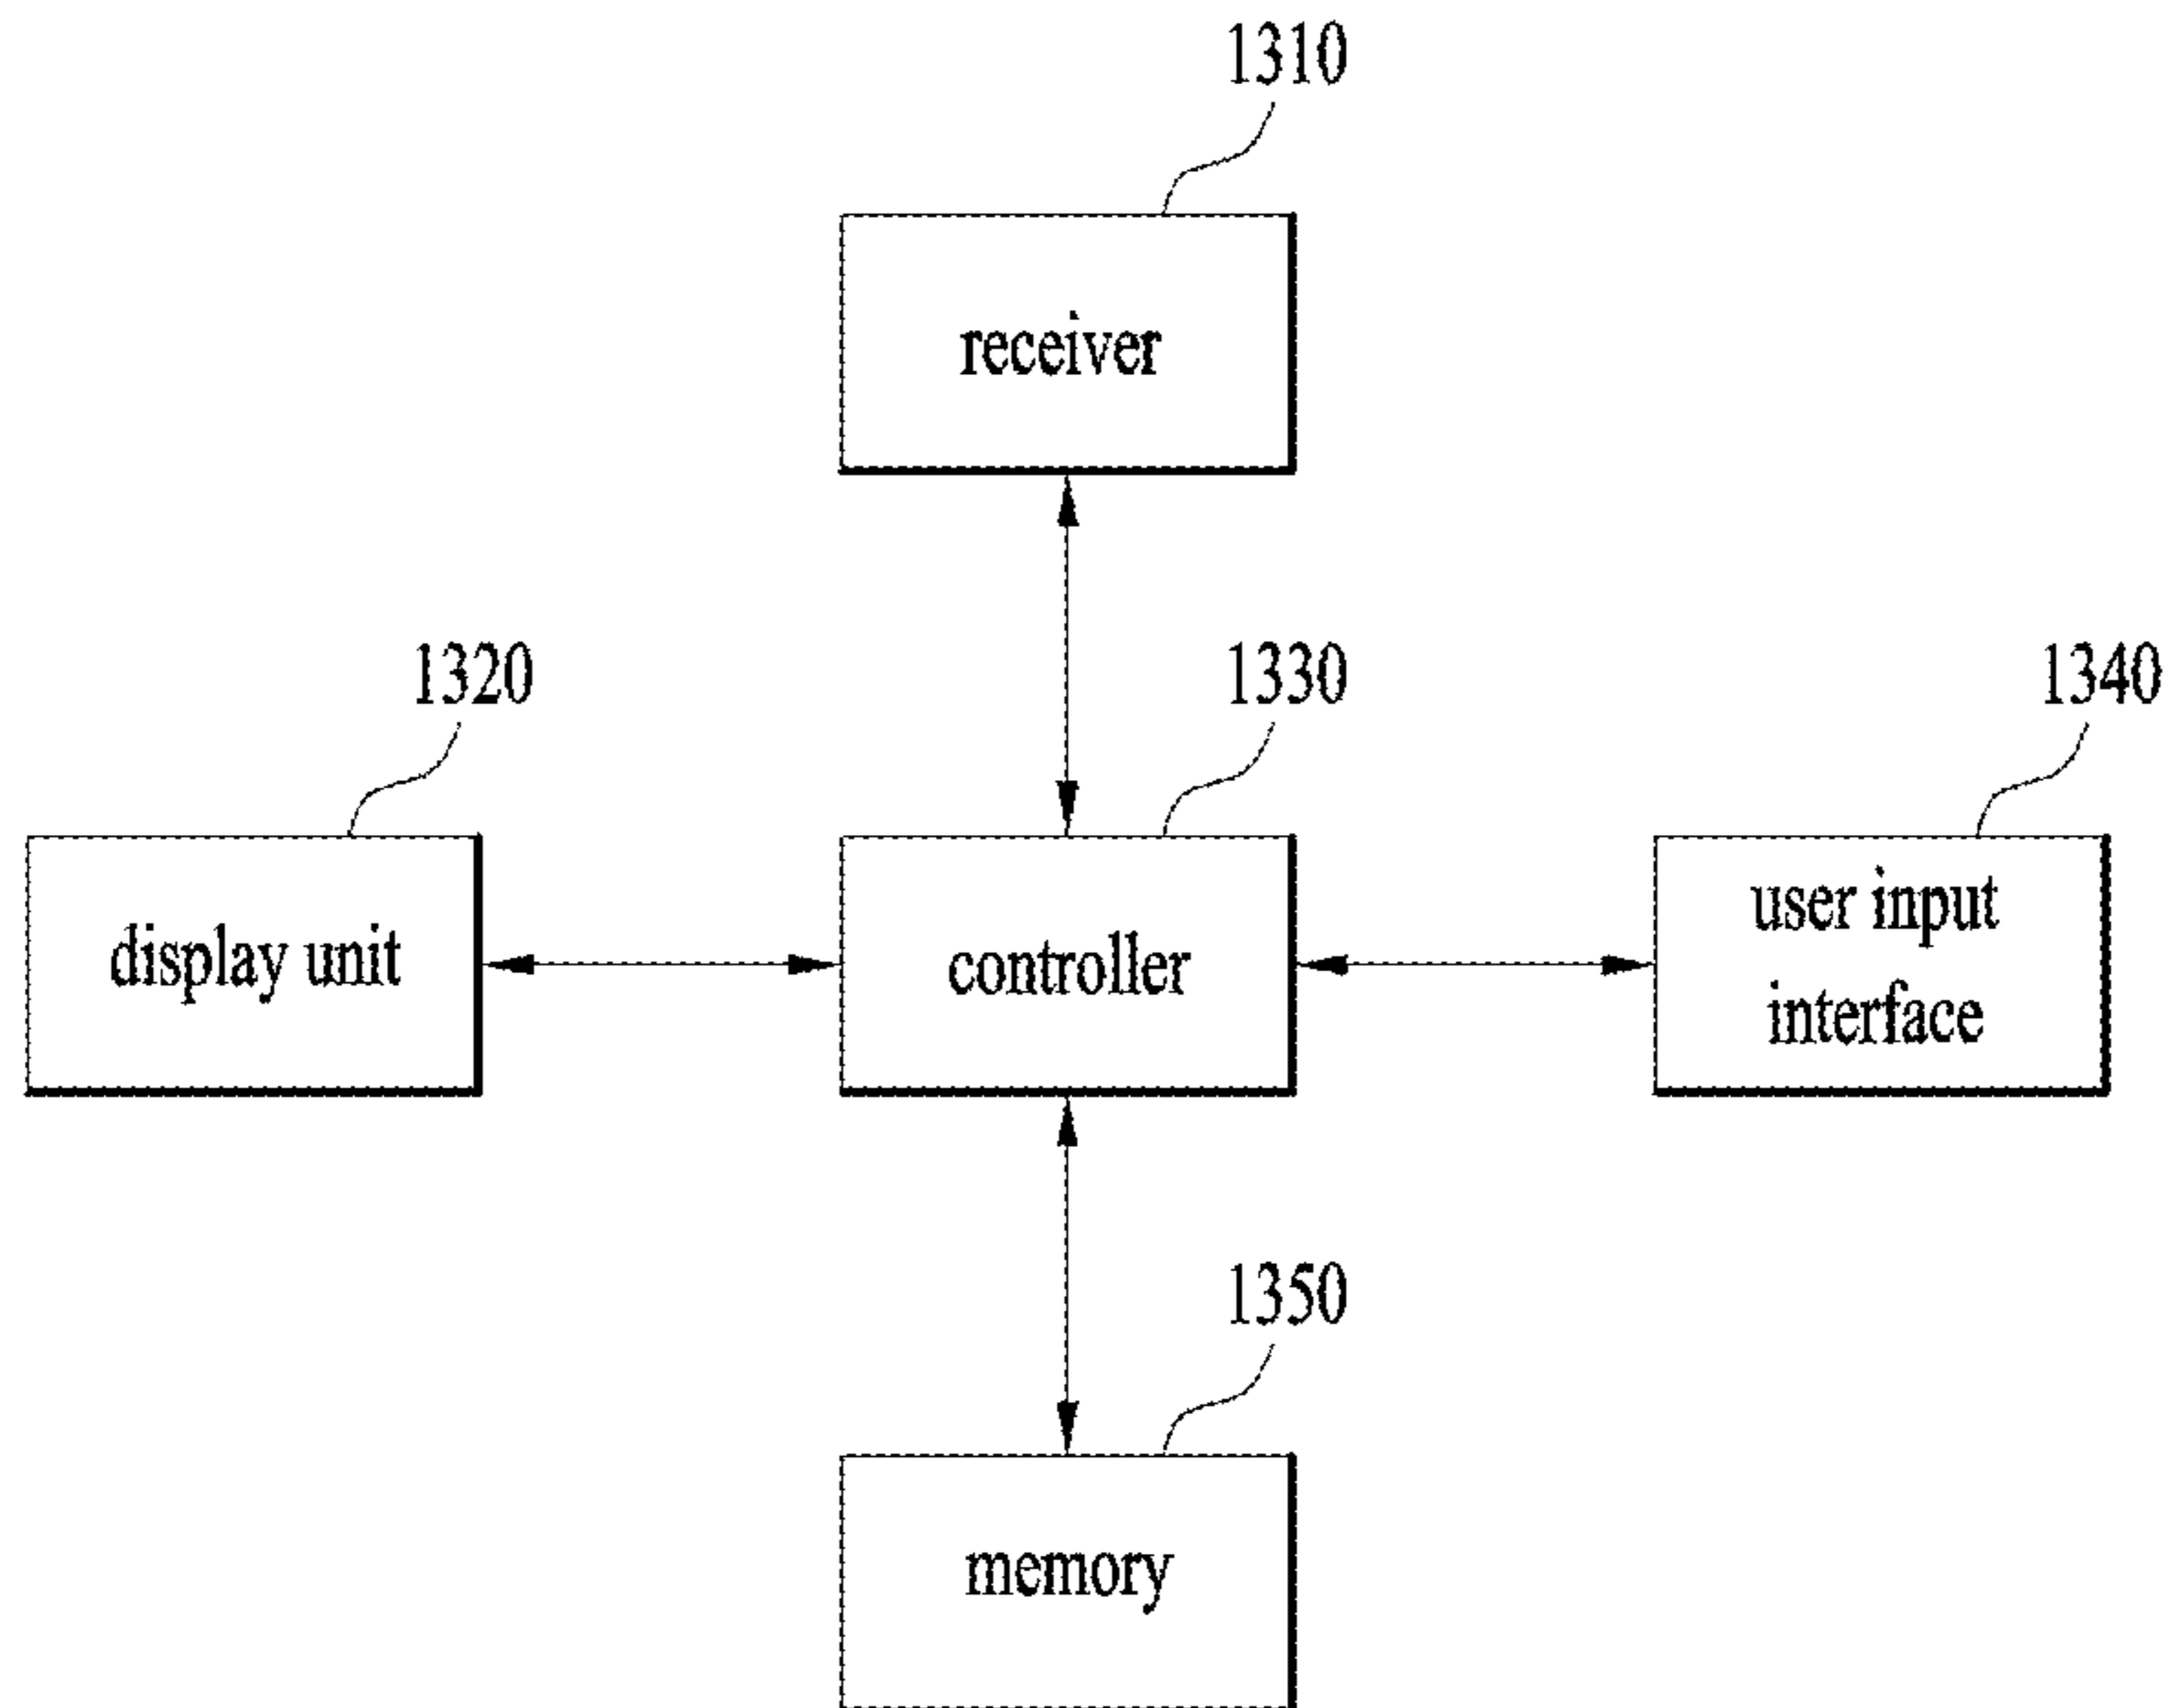 1310
receiver
1320
1330
1340
display unit
controller
user input
interface
1350
memory